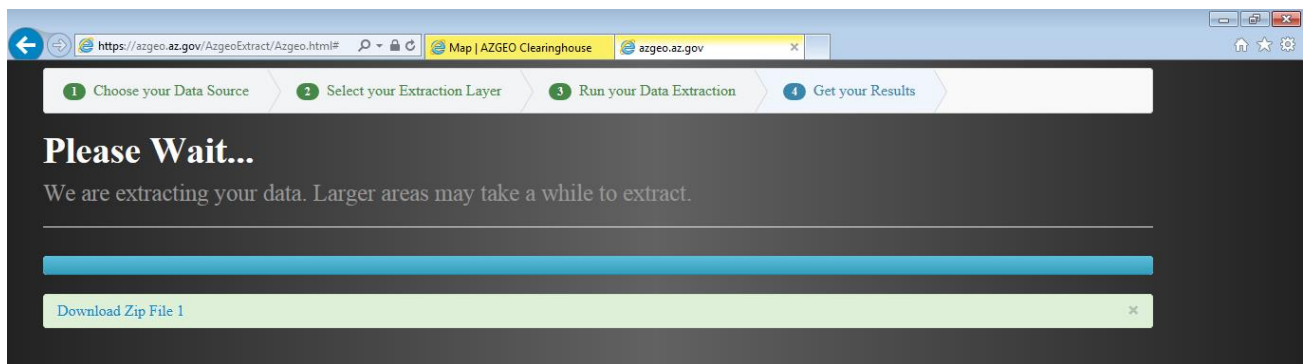 https://azgeo.az.gov/AzgeoExtract/Azgeo.html# Map | AZGEO Clearinghouse azgeo.az.gov
1 Choose your Data Source 2 Select your Extraction Layer 3 Run your Data Extraction 4 Get your Results
Please Wait...
We are extracting your data. Larger areas may take a while to extract.
Download Zip File 1